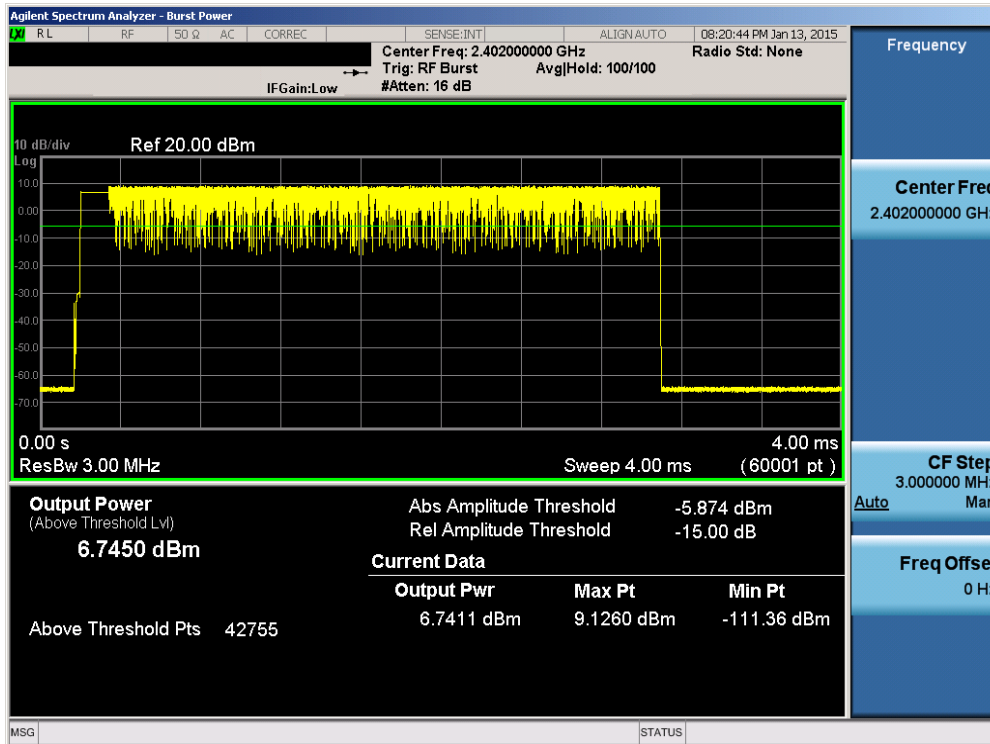 Agilent Spectrum Analyzer - Burst Power
LXI RL RF 50 Ω AC CORREC SENSE:INT ALIGN AUTO 08:20:44 PM Jan 13, 2015
Center Freq: 2.402000000 GHz Radio Std: None
Trig: RF Burst Avg|Hold: 100/100
IFGain:Low #Atten: 16 dB
Frequency
10 dB/div Ref 20.00 dBm
Log
10.0
0.00
-10.0
-20.0
-30.0
-40.0
-50.0
-60.0
-70.0
0.00 s 4.00 ms
ResBw 3.00 MHz Sweep 4.00 ms (60001 pt)
Center Freq
2.402000000 GH
CF Step
3.000000 MH
Auto Man
Freq Offse
0 H
Output Power
(Above Threshold Lvl)
6.7450 dBm
Above Threshold Pts 42755
Abs Amplitude Threshold -5.874 dBm
Rel Amplitude Threshold -15.00 dB
Current Data
Output Pwr Max Pt Min Pt
6.7411 dBm 9.1260 dBm -111.36 dBm
MSG STATUS